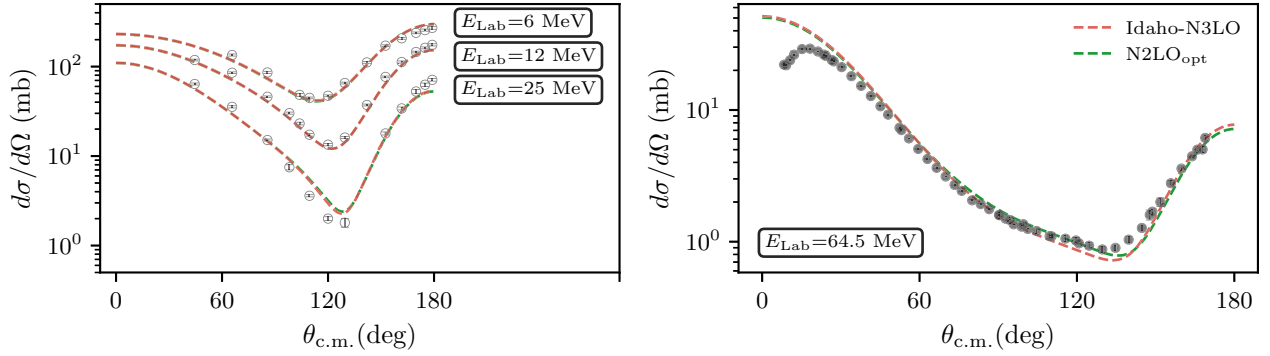 E_Lab=6 MeV
E_Lab=12 MeV
E_Lab=25 MeV
10^2
10^1
10^0
dσ/dΩ (mb)
0 60 120 180
θ_c.m.(deg)
Idaho-N3LO
N2LO_opt
10^1
10^0
dσ/dΩ (mb)
E_Lab=64.5 MeV
0 60 120 180
θ_c.m.(deg)